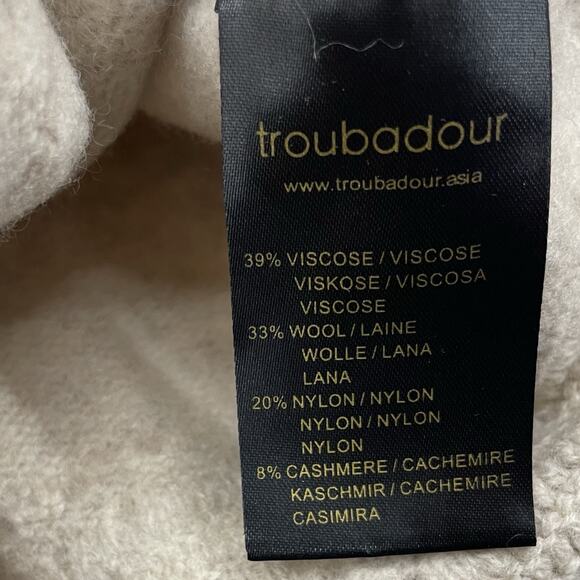 troubadour
www.troubadour.asia
39% VISCOSE / VISCOSE
VISKOSE / VISCOSA
VISCOSE
33% WOOL / LAINE
WOLLE / LANA
LANA
20% NYLON / NYLON
NYLON / NYLON
NYLON
8% CASHMERE / CACHEMIRE
KASCHMIR / CACHEMIRE
CASIMIRA